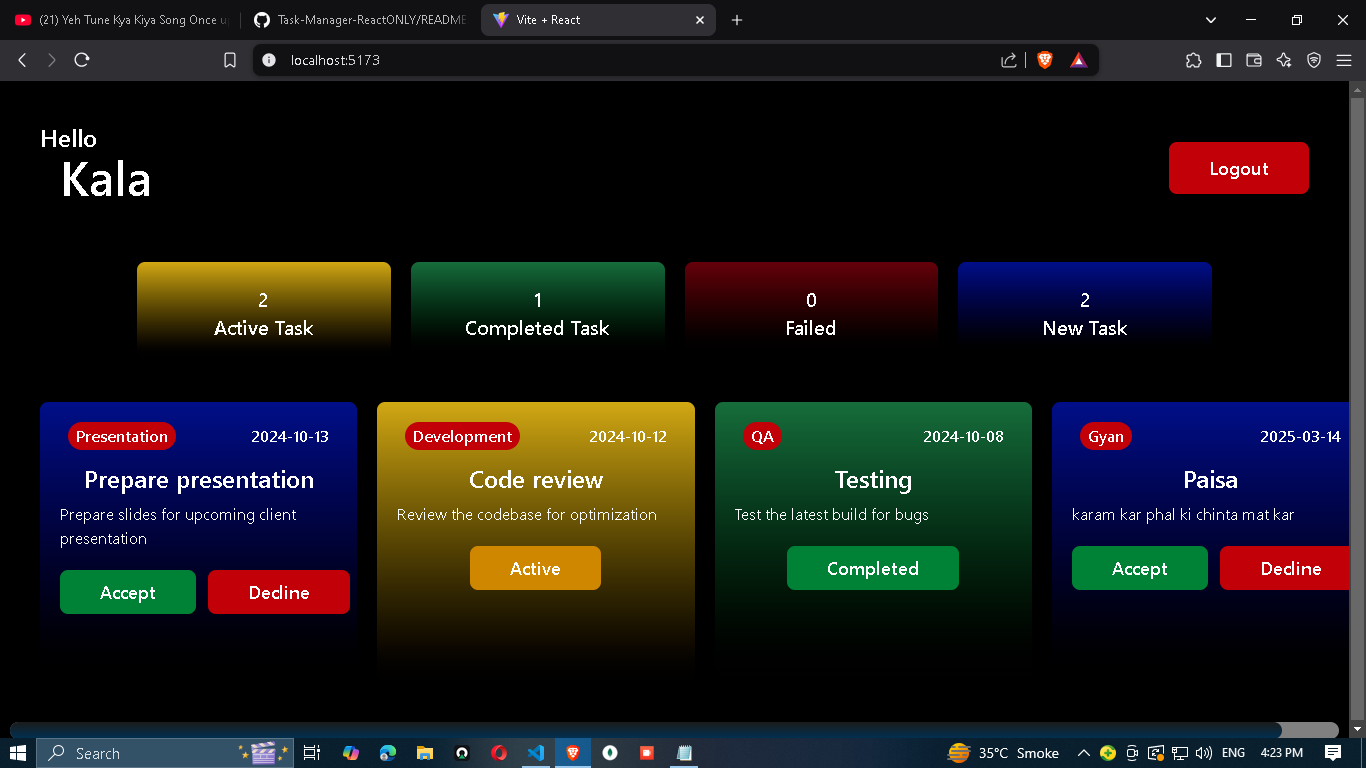 (21) Yeh Tune Kya Kiya Song Once u
Task-Manager-ReactONLY/README
Vite + React
localhost:5173
Hello
Kala
Logout
2
Active Task
1
Completed Task
0
Failed
2
New Task
Presentation 2024-10-13
Prepare presentation
Prepare slides for upcoming client
presentation
Accept Decline
Development 2024-10-12
Code review
Review the codebase for optimization
Active
QA 2024-10-08
Testing
Test the latest build for bugs
Completed
Gyan 2025-03-14
Paisa
karam kar phal ki chinta mat kar
Accept Decline
Search
35°C Smoke
ENG
4:23 PM